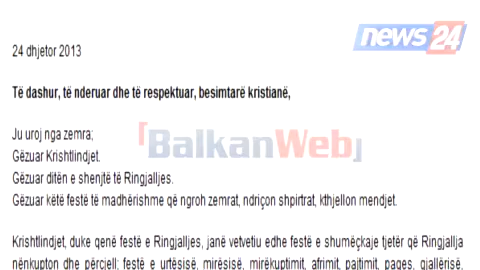 news24
24 dhjetor 2013
Të dashur, të nderuar dhe të respektuar, besimtarë kristianë,
Ju uroj nga zemra;
BalkanWeb
Gëzuar Krishtlindjet.
Gëzuar ditën e shenjtë të Ringjalljes.
Gëzuar këtë festë të madhërishme që ngroh zemrat, ndriçon shpirtrat, kthjellon mendjet.
Krishtlindjet, duke qenë festë e Ringjalljes, janë vetvetiu edhe festë e shumëçkaje tjetër që Ringjallja
nënkupton dhe përcjell: festë e urtësisë, mirësisë, mirëkuptimit, afrimit, pajtimit, paqes, gjallërisë,